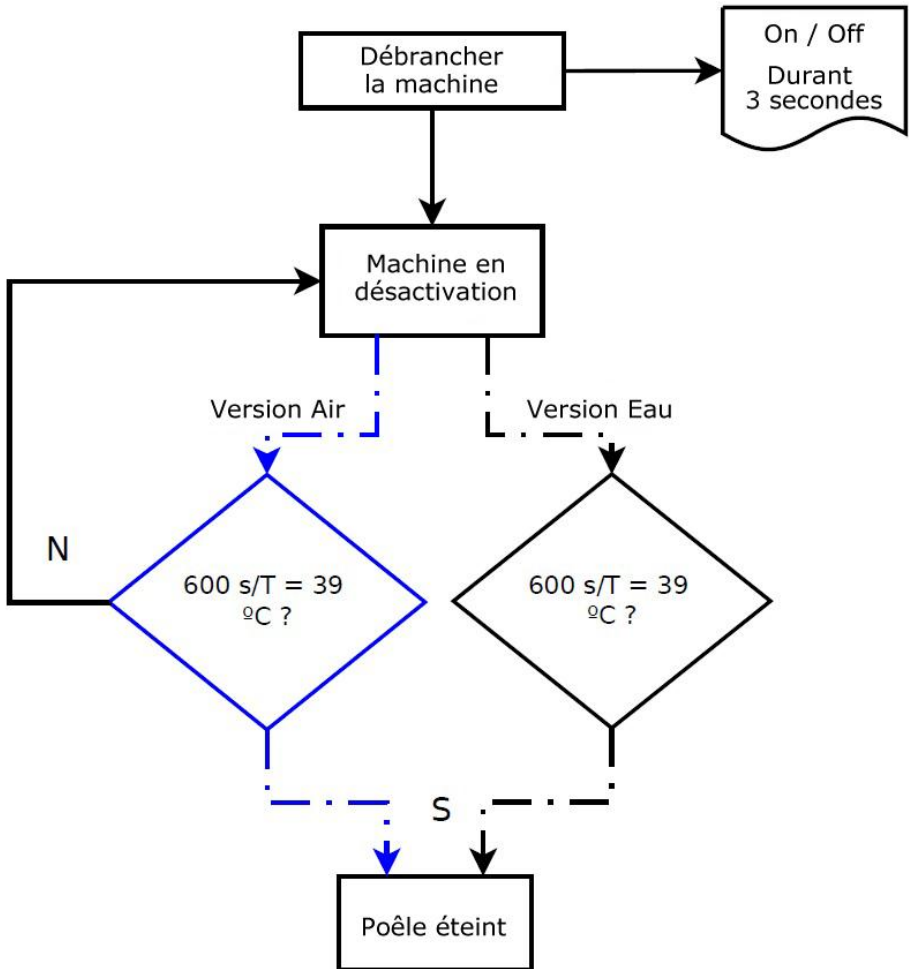 Débrancher
la machine
On / Off
Durant
3 secondes
Machine en
désactivation
Version Air
Version Eau
N
600 s/T = 39
ºC ?
600 s/T = 39
ºC ?
S
Poêle éteint